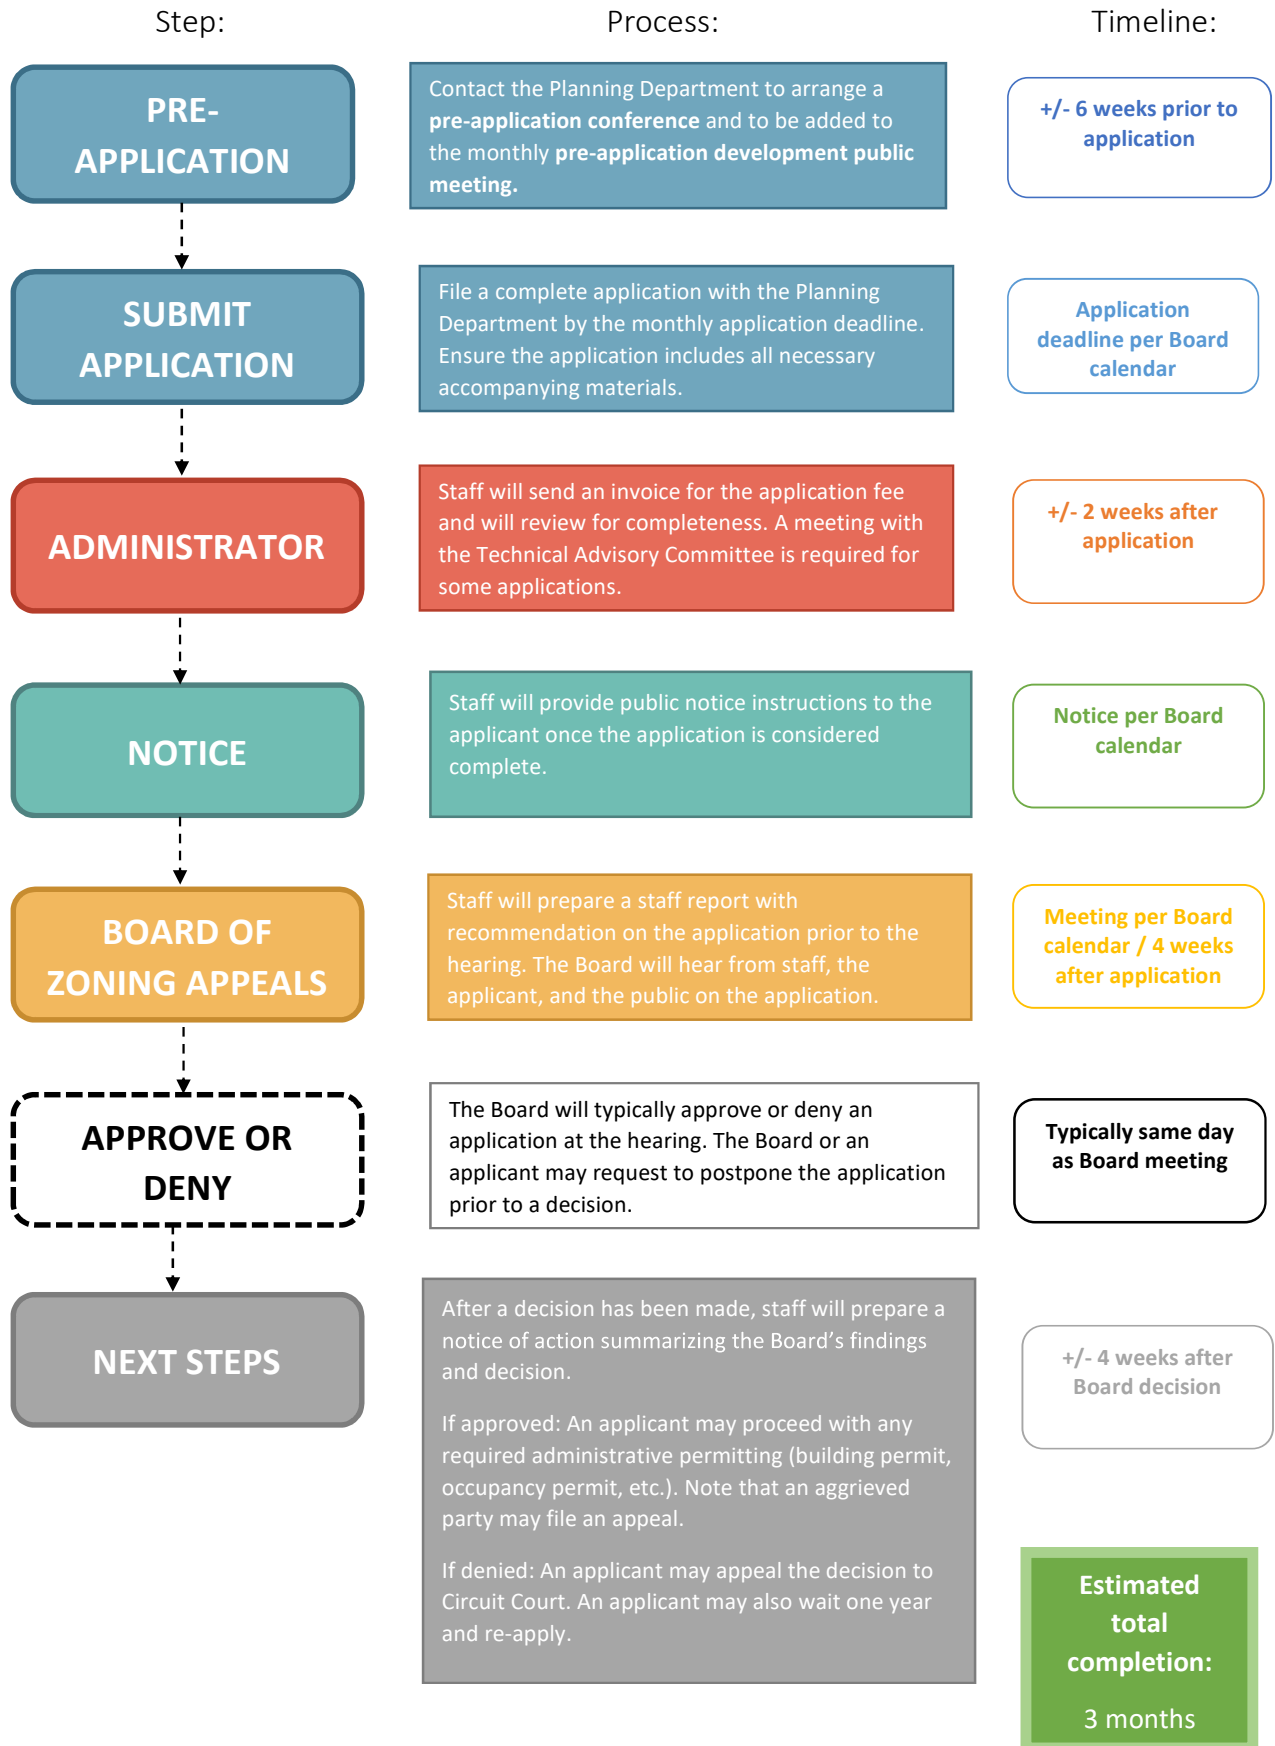 Step:
Process:
Timeline:
PRE-
APPLICATION
Contact the Planning Department to arrange a
pre-application conference and to be added to
the monthly pre-application development public
meeting.
+/- 6 weeks prior to
application
SUBMIT
APPLICATION
File a complete application with the Planning
Department by the monthly application deadline.
Ensure the application includes all necessary
accompanying materials.
Application
deadline per Board
calendar
ADMINISTRATOR
Staff will send an invoice for the application fee
and will review for completeness. A meeting with
the Technical Advisory Committee is required for
some applications.
+/- 2 weeks after
application
NOTICE
Staff will provide public notice instructions to the
applicant once the application is considered
complete.
Notice per Board
calendar
BOARD OF
ZONING APPEALS
Staff will prepare a staff report with
recommendation on the application prior to the
hearing. The Board will hear from staff, the
applicant, and the public on the application.
Meeting per Board
calendar / 4 weeks
after application
APPROVE OR
DENY
The Board will typically approve or deny an
application at the hearing. The Board or an
applicant may request to postpone the application
prior to a decision.
Typically same day
as Board meeting
NEXT STEPS
After a decision has been made, staff will prepare a
notice of action summarizing the Board’s findings
and decision.
If approved: An applicant may proceed with any
required administrative permitting (building permit,
occupancy permit, etc.). Note that an aggrieved
party may file an appeal.
If denied: An applicant may appeal the decision to
Circuit Court. An applicant may also wait one year
and re-apply.
+/- 4 weeks after
Board decision
Estimated
total
completion:
3 months